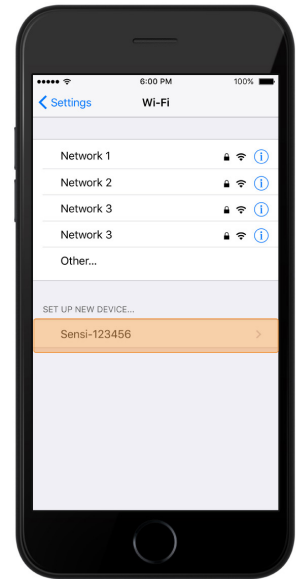 6:00 PM
100%
Settings
Wi-Fi
Network 1
Network 2
Network 3
Network 3
Other...
SET UP NEW DEVICE...
Sensi-123456